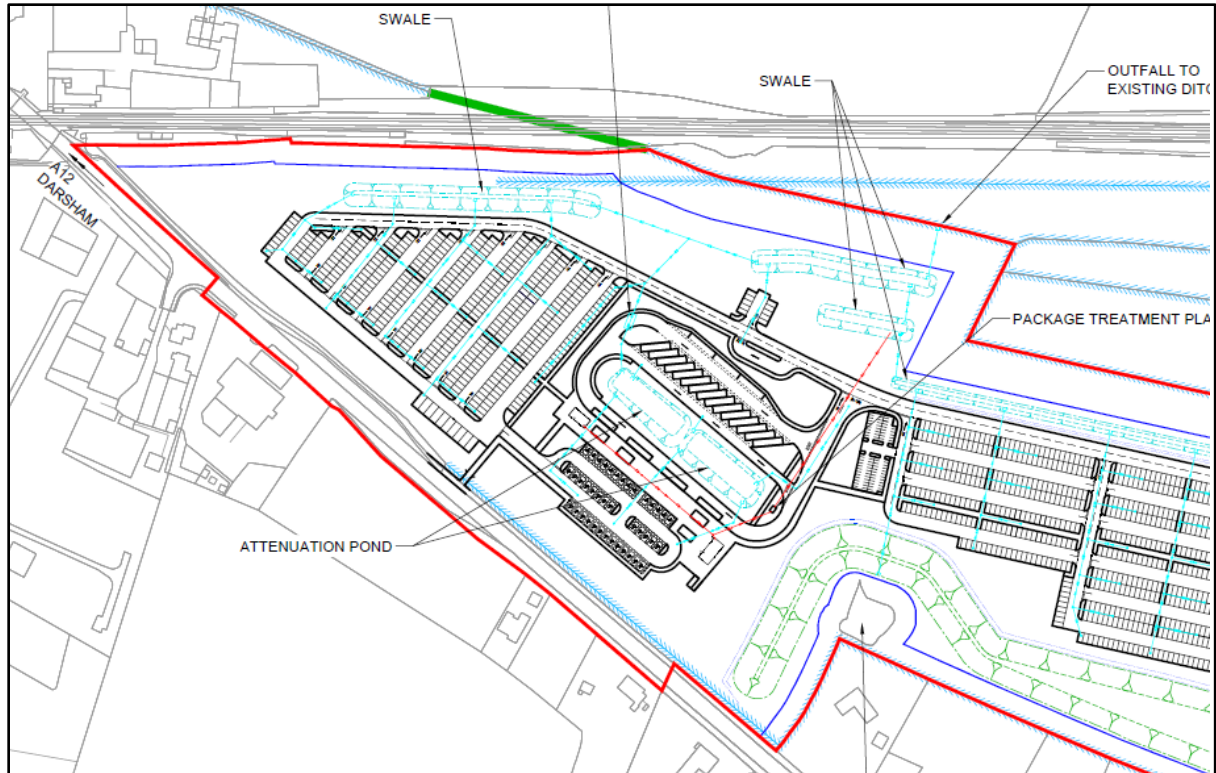 SWALE
SWALE
OUTFALL TO
EXISTING DITC
A12
DARSHAM
PACKAGE TREATMENT PLA
ATTENUATION POND